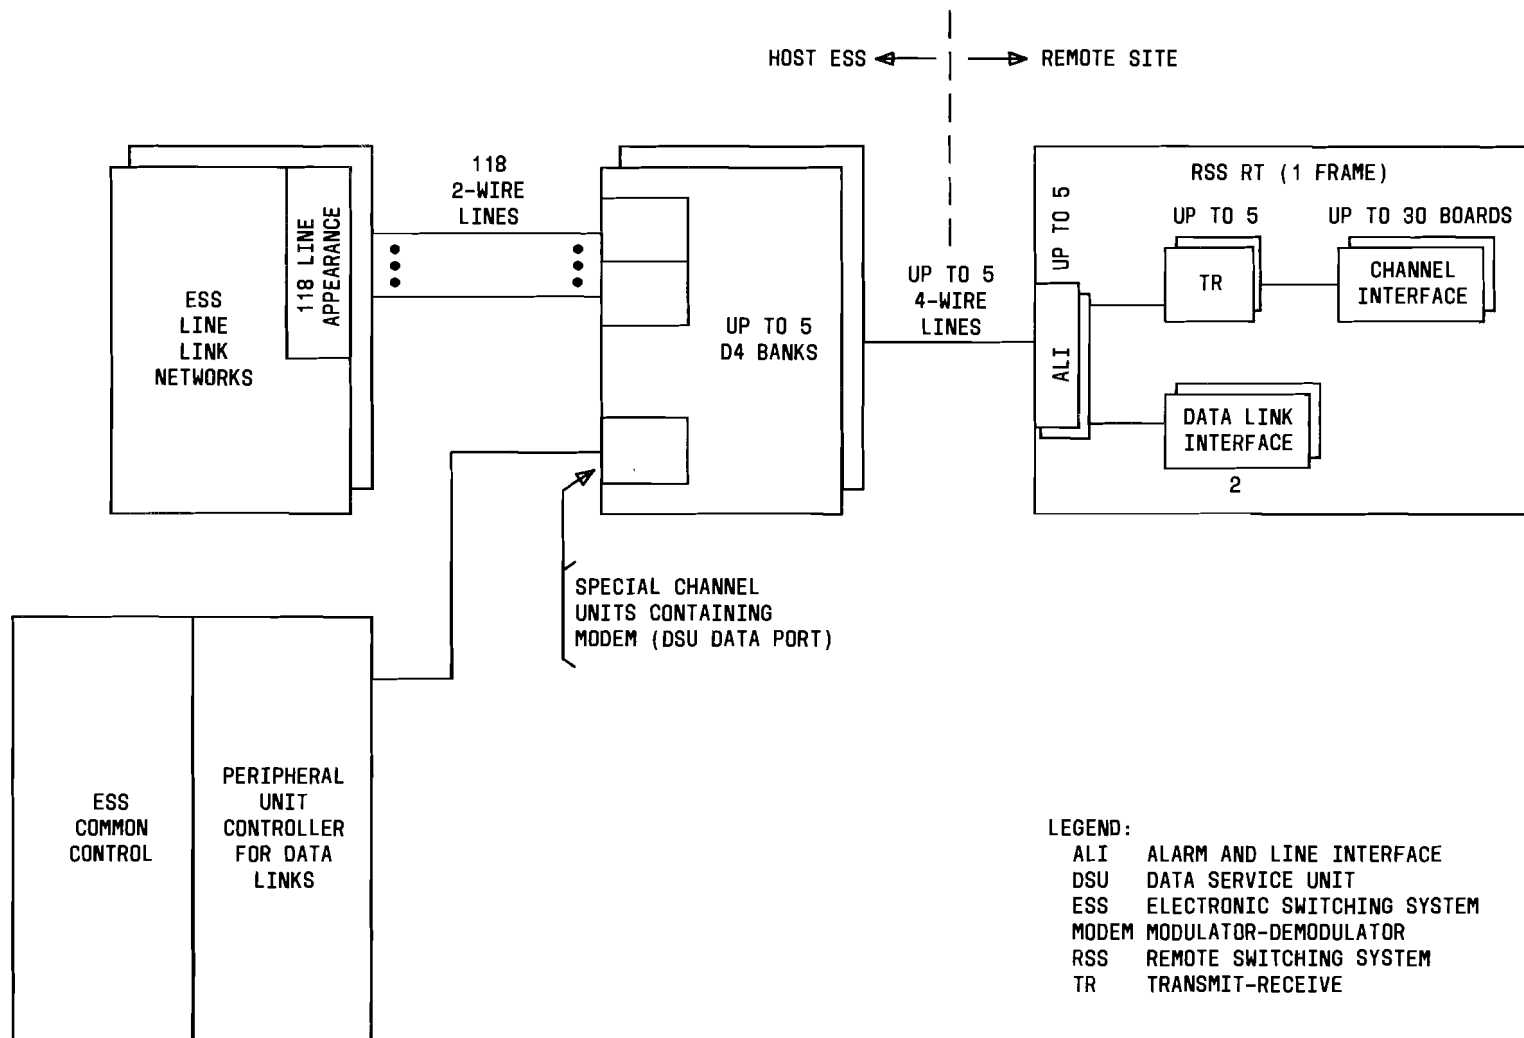 HOST ESS
REMOTE SITE
118
2-WIRE
LINES
ESS
LINE
LINK
NETWORKS
118 LINE
APPEARANCE
UP TO 5
D4 BANKS
UP TO 5
4-WIRE
LINES
RSS RT (1 FRAME)
UP TO 5
ALI
UP TO 5
TR
UP TO 30 BOARDS
CHANNEL
INTERFACE
DATA LINK
INTERFACE
2
SPECIAL CHANNEL
UNITS CONTAINING
MODEM (DSU DATA PORT)
ESS
COMMON
CONTROL
PERIPHERAL
UNIT
CONTROLLER
FOR DATA
LINKS
LEGEND:
ALI ALARM AND LINE INTERFACE
DSU DATA SERVICE UNIT
ESS ELECTRONIC SWITCHING SYSTEM
MODEM MODULATOR-DEMODULATOR
RSS REMOTE SWITCHING SYSTEM
TR TRANSMIT-RECEIVE